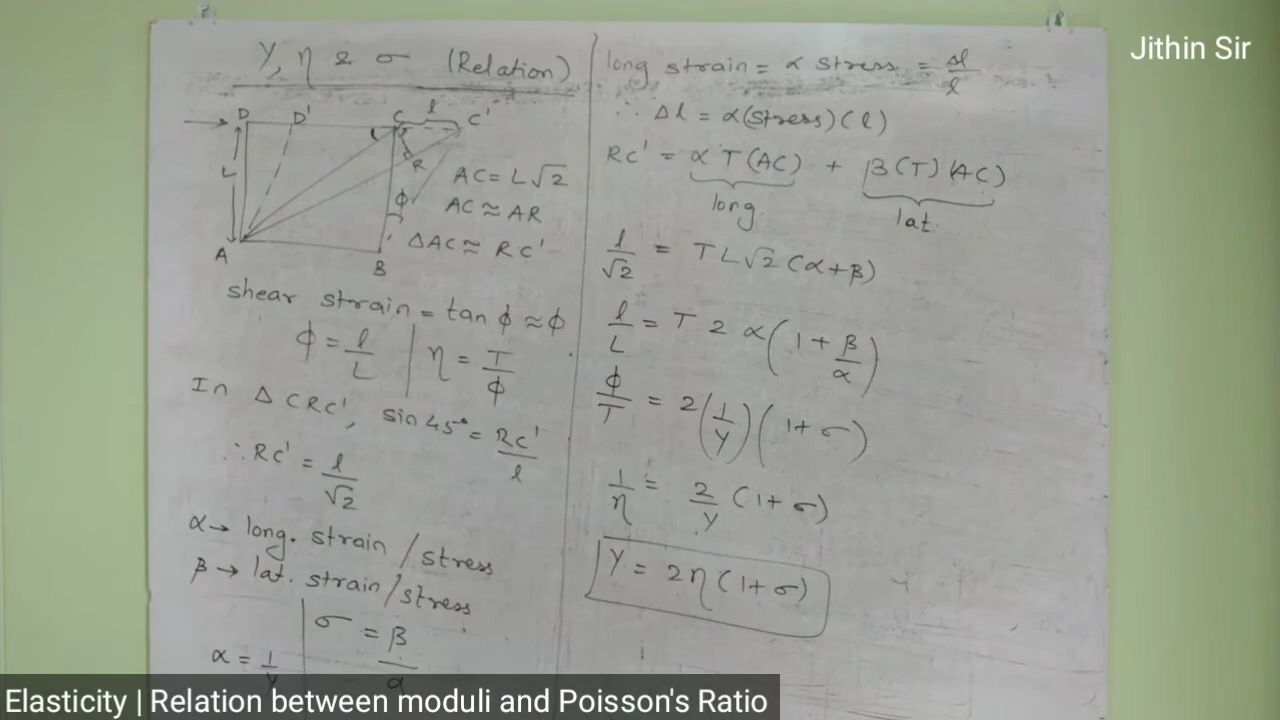 Jithin Sir
Y, η & σ (Relation)
D D' C l C'
L
R
ϕ
A
B
AC = L√2
AC ≈ AR
ΔAC ≈ RC'
shear strain = tan ϕ ≈ ϕ
ϕ = l/L | η = T/ϕ
In Δ CRC', sin 45° = RC'/l
∴ RC' = l/√2
α → long. strain / stress
β → lat. strain / stress
α = 1/Y | σ = β/α
long strain = α stress = Δl/l
∴ Δl = α(stress)(l)
RC' = α T (AC) + β(T)(AC)
long. lat.
l/√2 = T L√2 (α+β)
l/L = T 2 α(1 + β/α)
ϕ/T = 2(1/Y)(1+σ)
1/η = 2/Y (1+σ)
Y = 2η(1+σ)
Elasticity | Relation between moduli and Poisson's Ratio